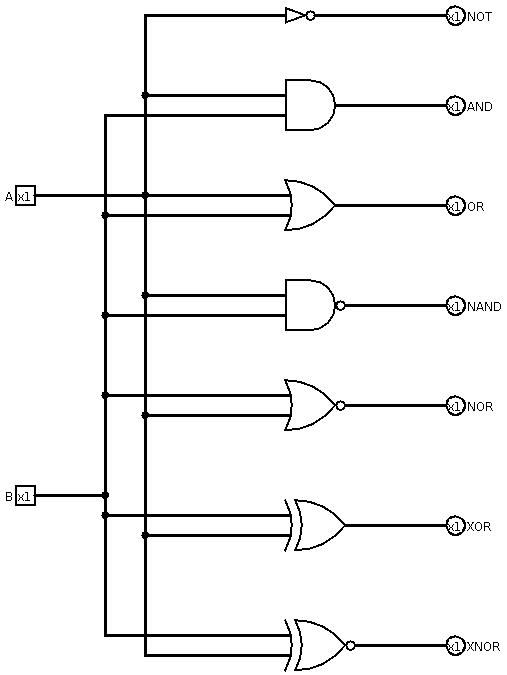 x1 NOT
x1 AND
A x1
x1 OR
x1 NAND
x1 NOR
B x1
x1 XOR
x1 XNOR